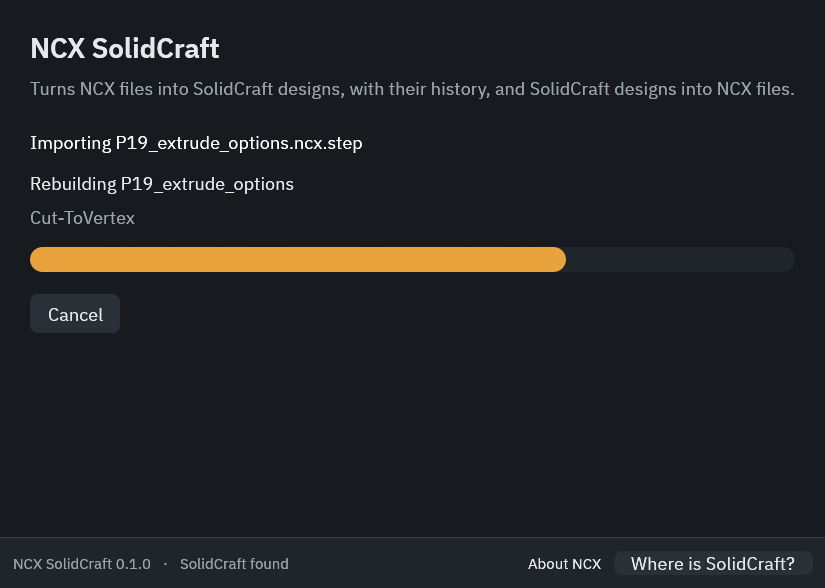 NCX SolidCraft
Turns NCX files into SolidCraft designs, with their history, and SolidCraft designs into NCX files.
Importing P19_extrude_options.ncx.step
Rebuilding P19_extrude_options
Cut-ToVertex
Cancel
NCX SolidCraft 0.1.0 · SolidCraft found About NCX Where is SolidCraft?